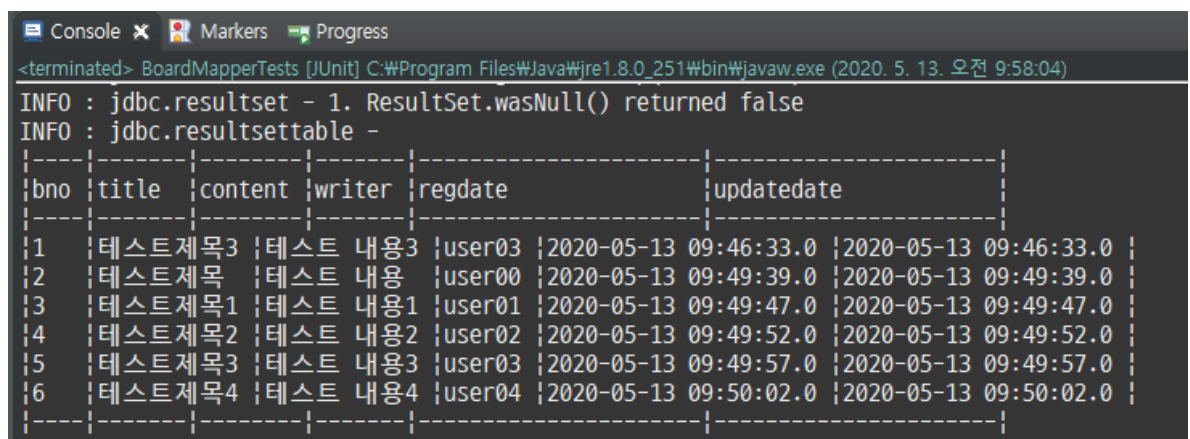 Console Markers Progress
<terminated> BoardMapperTests [JUnit] C:₩Program Files₩Java₩jre1.8.0_251₩bin₩javaw.exe (2020. 5. 13. 오전 9:58:04)
INFO : jdbc.resultset - 1. ResultSet.wasNull() returned false
INFO : jdbc.resultsettable -
|----|-------|--------|-------|----------------------|----------------------|
|bno |title |content |writer |regdate |updatedate |
|----|-------|--------|-------|----------------------|----------------------|
|1 |테스트제목3 |테스트 내용3 |user03 |2020-05-13 09:46:33.0 |2020-05-13 09:46:33.0 |
|2 |테스트제목 |테스트 내용 |user00 |2020-05-13 09:49:39.0 |2020-05-13 09:49:39.0 |
|3 |테스트제목1 |테스트 내용1 |user01 |2020-05-13 09:49:47.0 |2020-05-13 09:49:47.0 |
|4 |테스트제목2 |테스트 내용2 |user02 |2020-05-13 09:49:52.0 |2020-05-13 09:49:52.0 |
|5 |테스트제목3 |테스트 내용3 |user03 |2020-05-13 09:49:57.0 |2020-05-13 09:49:57.0 |
|6 |테스트제목4 |테스트 내용4 |user04 |2020-05-13 09:50:02.0 |2020-05-13 09:50:02.0 |
|----|-------|--------|-------|----------------------|----------------------|